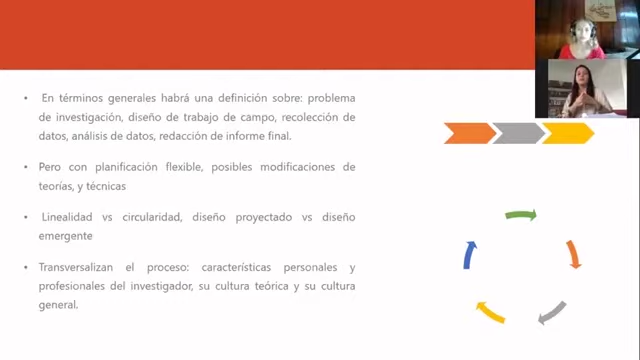 • En términos generales habrá una definición sobre: problema
de investigación, diseño de trabajo de campo, recolección de
datos, análisis de datos, redacción de informe final.
• Pero con planificación flexible, posibles modificaciones de
teorías, y técnicas
• Linealidad vs circularidad, diseño proyectado vs diseño
emergente
• Transversalizan el proceso: características personales y
profesionales del investigador, su cultura teórica y su cultura
general.